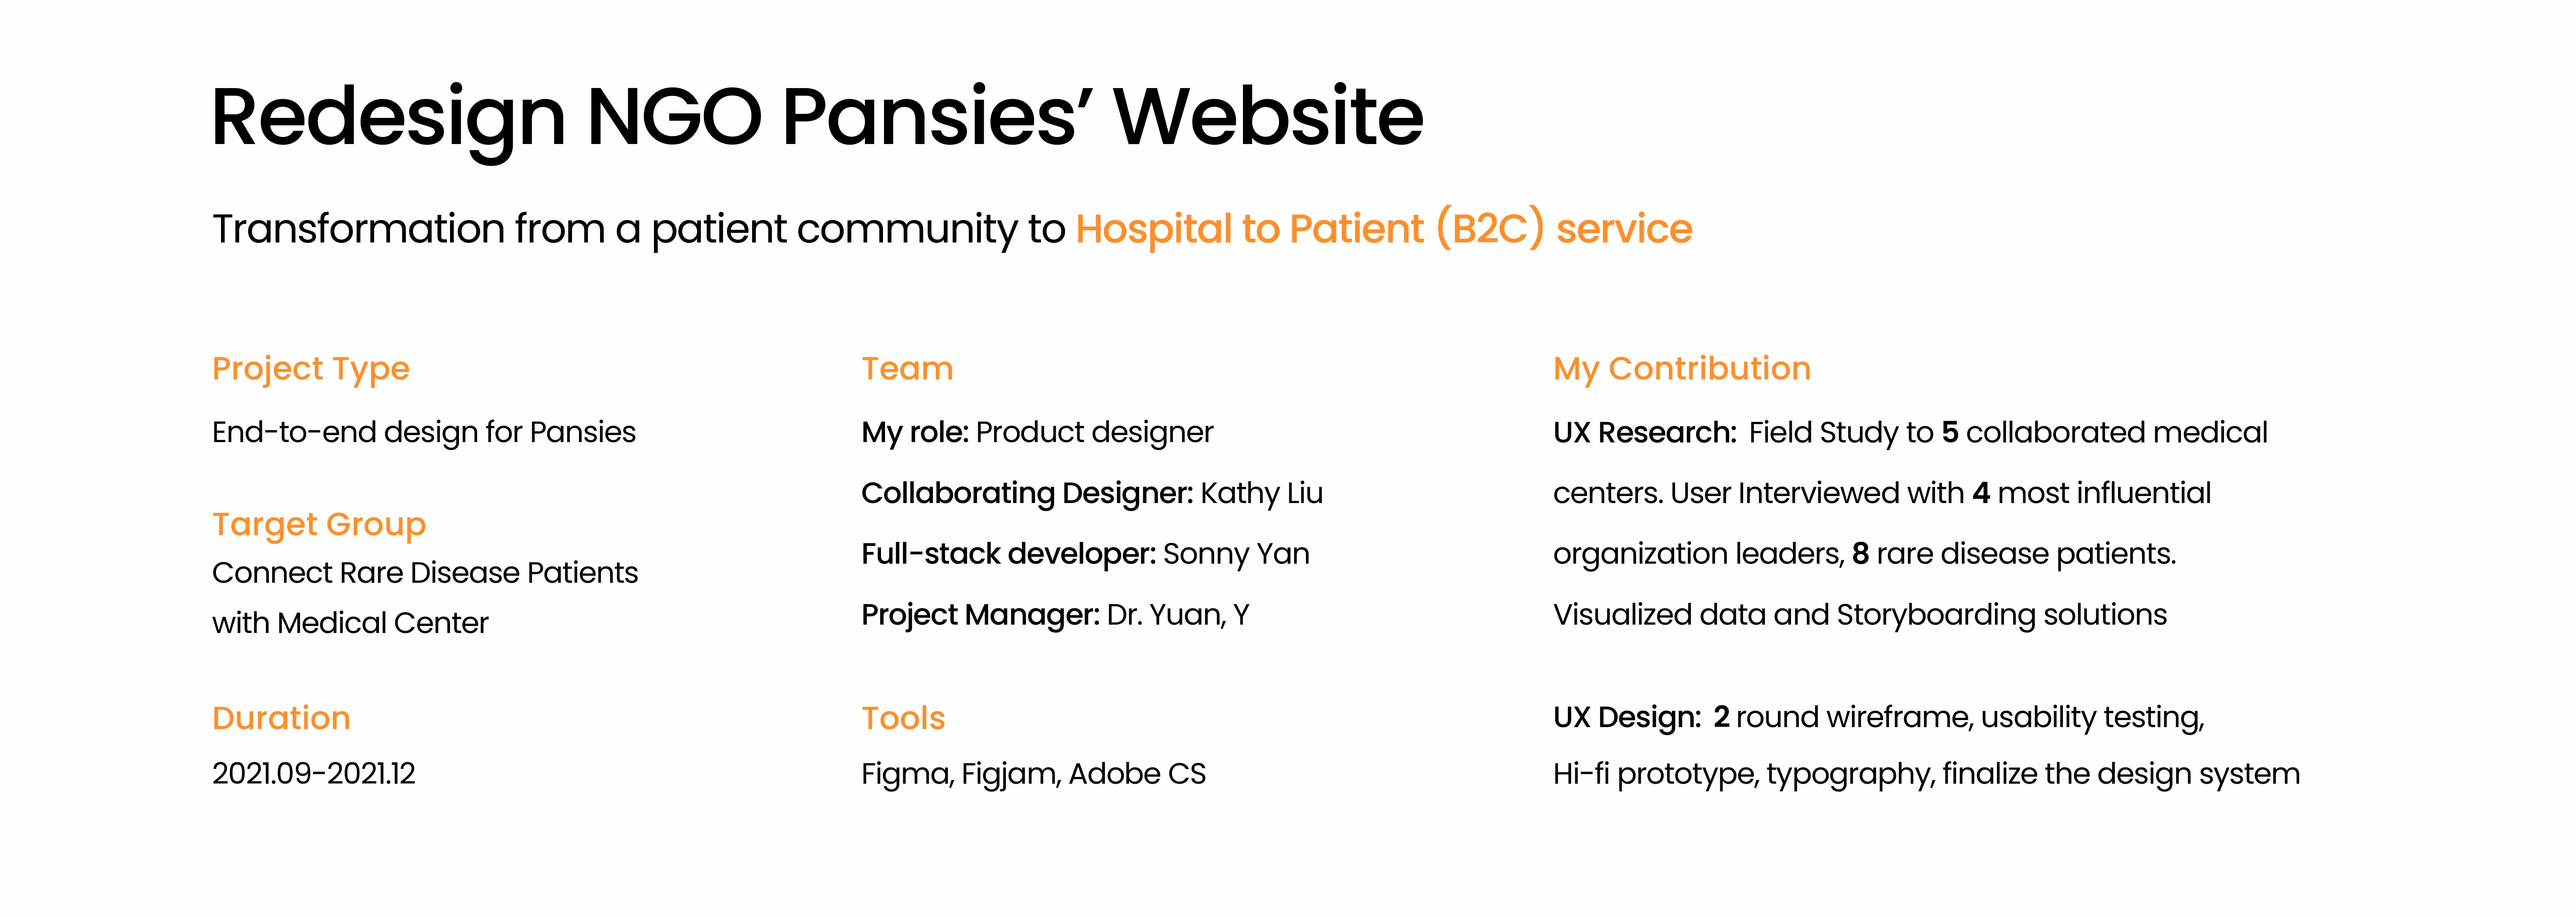 Redesign NGO Pansies’ Website
Transformation from a patient community to Hospital to Patient (B2C) service
Project Type
End-to-end design for Pansies
Target Group
Connect Rare Disease Patients
with Medical Center
Duration
2021.09-2021.12
Team
My role: Product designer
Collaborating Designer: Kathy Liu
Full-stack developer: Sonny Yan
Project Manager: Dr. Yuan, Y
Tools
Figma, Figjam, Adobe CS
My Contribution
UX Research: Field Study to 5 collaborated medical
centers. User Interviewed with 4 most influential
organization leaders, 8 rare disease patients.
Visualized data and Storyboarding solutions
UX Design: 2 round wireframe, usability testing,
Hi-fi prototype, typography, finalize the design system